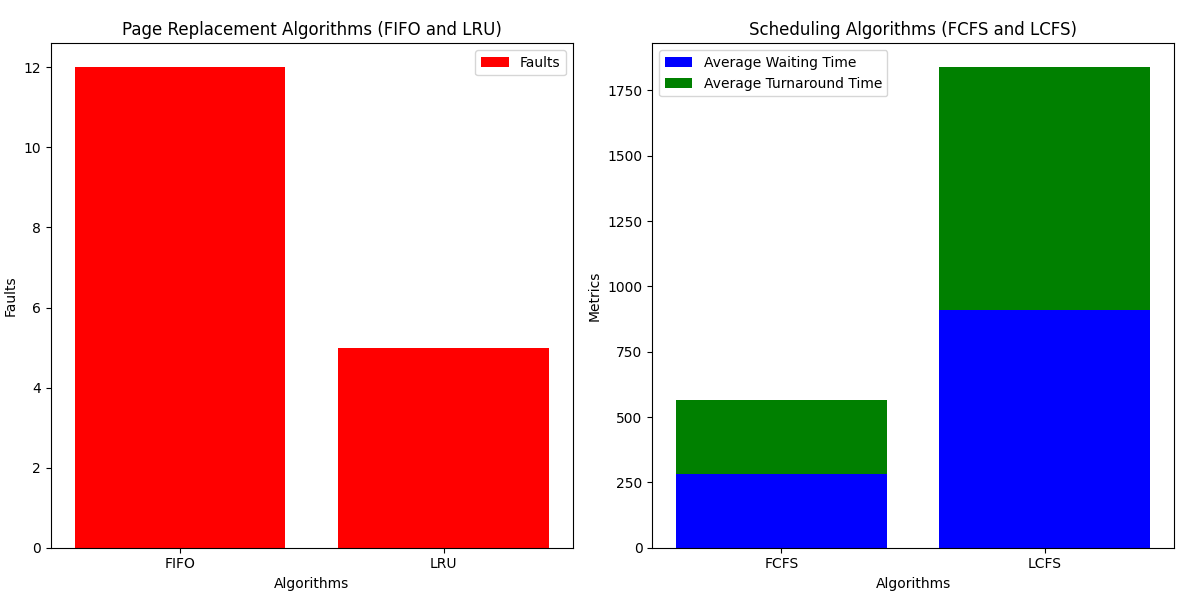 Page Replacement Algorithms (FIFO and LRU)
Faults
12
10
8
6
4
2
0
Faults
FIFO
LRU
Algorithms
Scheduling Algorithms (FCFS and LCFS)
Average Waiting Time
Average Turnaround Time
1750
1500
1250
1000
750
500
250
0
Metrics
FCFS
LCFS
Algorithms